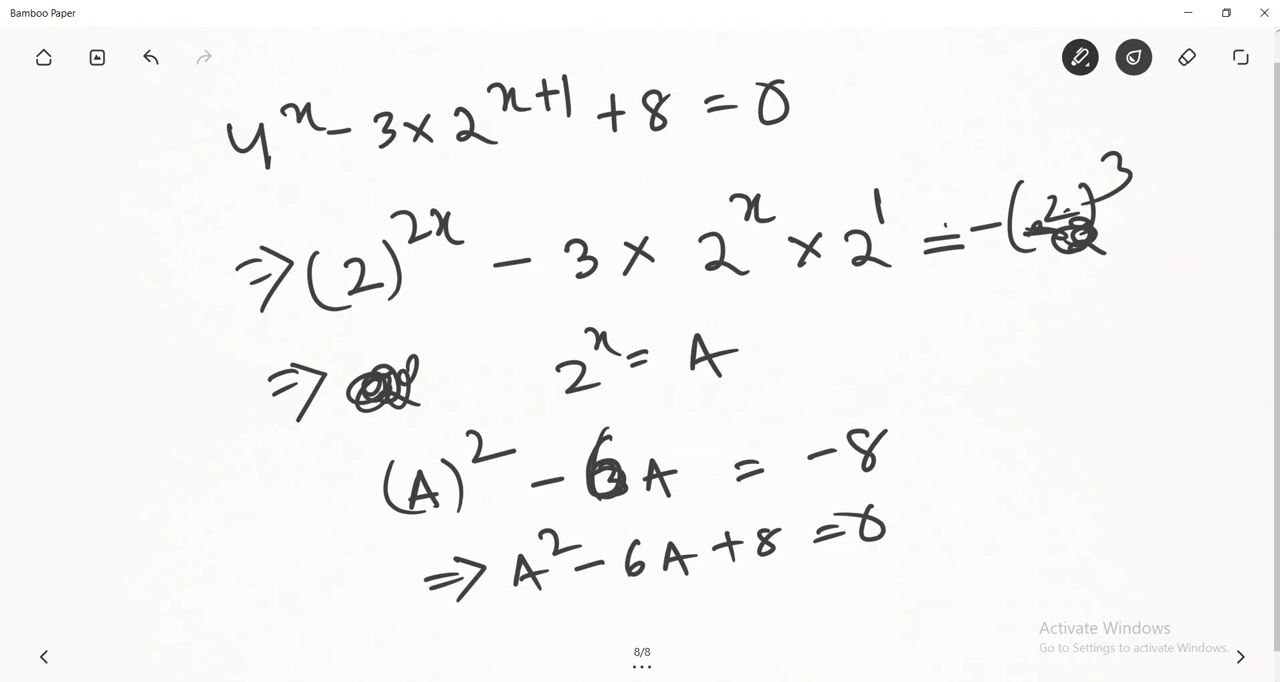 Bamboo Paper
4^x - 3 × 2^{x+1} + 8 = 0
⇒ (2)^{2x} - 3 × 2^x × 2^1 = -(2)^3
⇒ 2^x = A
(A)^2 - 6A = -8
⇒ A^2 - 6A + 8 = 0
Activate Windows
Go to Settings to activate Windows.
8/8